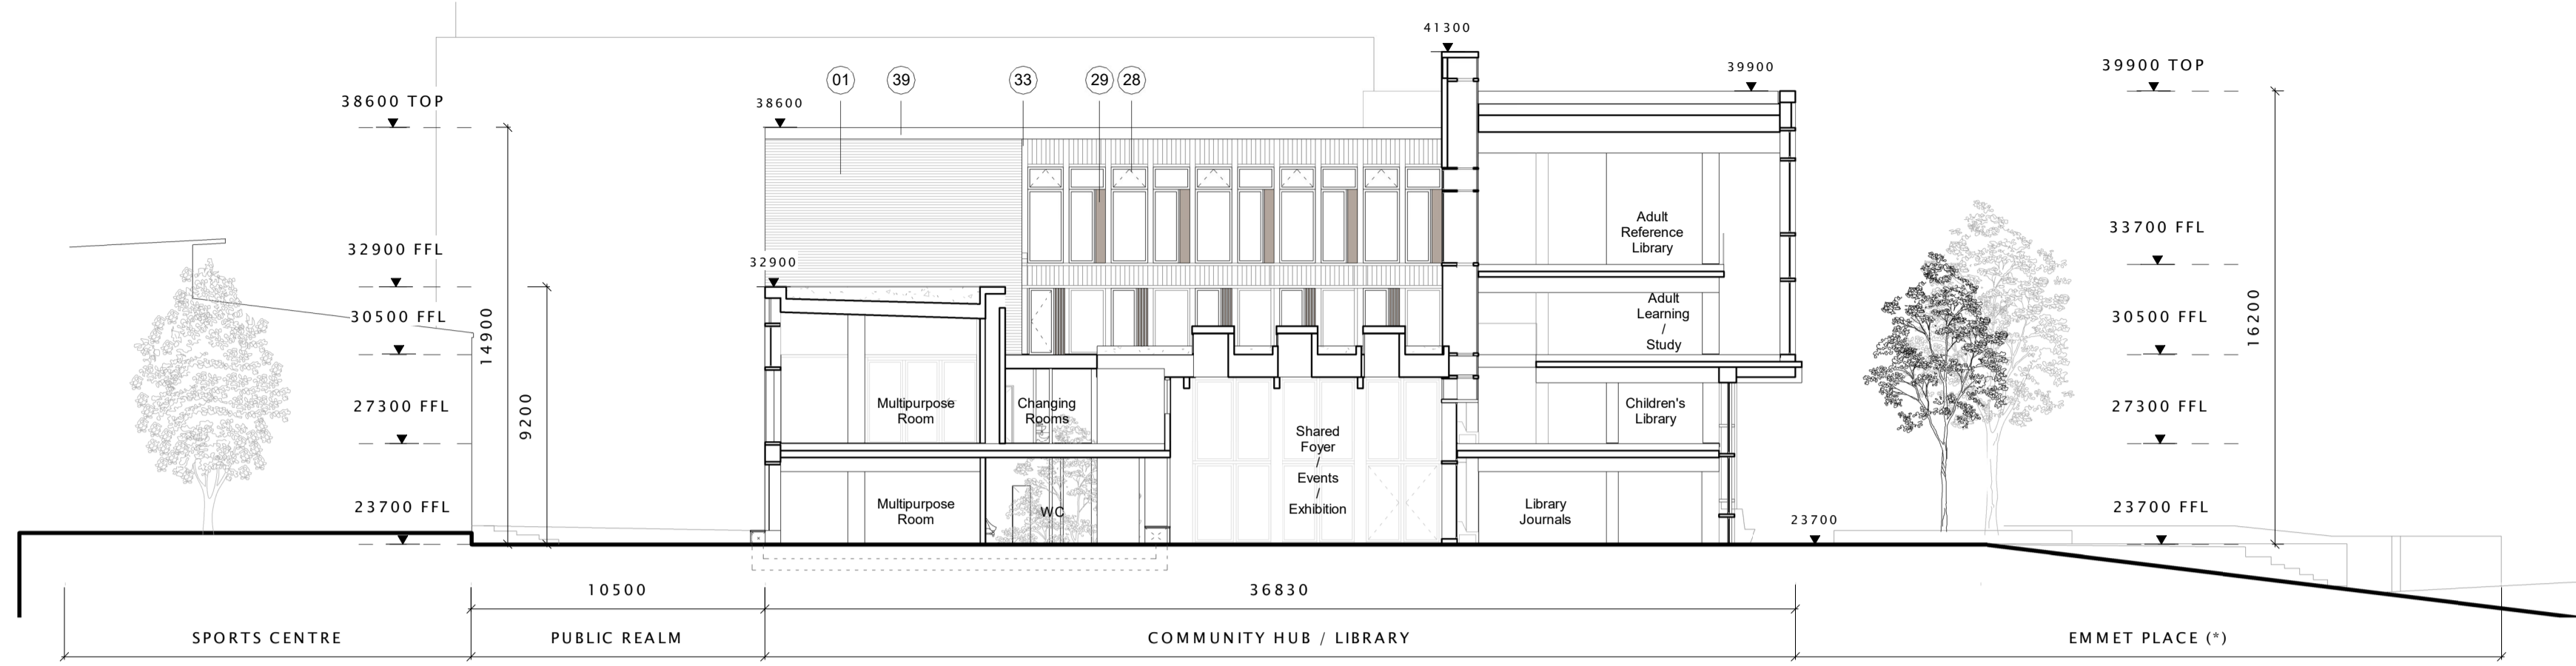 41300
39900
39900 TOP
01
39
33
29
28
38600 TOP
38600
32900 FFL
32900
33700 FFL
Adult
Reference
Library
30500 FFL
14900
Adult
Learning
/
Study
30500 FFL
16200
27300 FFL
9200
Multipurpose
Room
Changing
Rooms
Shared
Foyer
/
Events
/
Exhibition
Children's
Library
27300 FFL
23700 FFL
Multipurpose
Room
WC
Library
Journals
23700
23700 FFL
10500
36830
SPORTS CENTRE
PUBLIC REALM
COMMUNITY HUB / LIBRARY
EMMET PLACE (*)